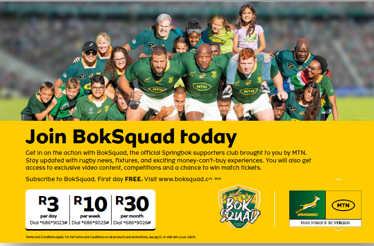 Join BokSquad today
Get in on the action with BokSquad, the official Springbok supporters club brought to you by MTN.
Stay updated with rugby news, fixtures, and exciting money-can't-buy experiences. You will also get
access to exclusive video content, competitions and a chance to win match tickets.
Subscribe to BokSquad. First day FREE. Visit www.boksquad.co
R3
per day
Dial *686*9023#
R10
per week
Dial *686*9025#
R30
per month
Dial *686*9026#
BOK
SQUAD
SPRINGBOKS
MTN
PROUD SPONSOR OF THE SPRINGBOKS